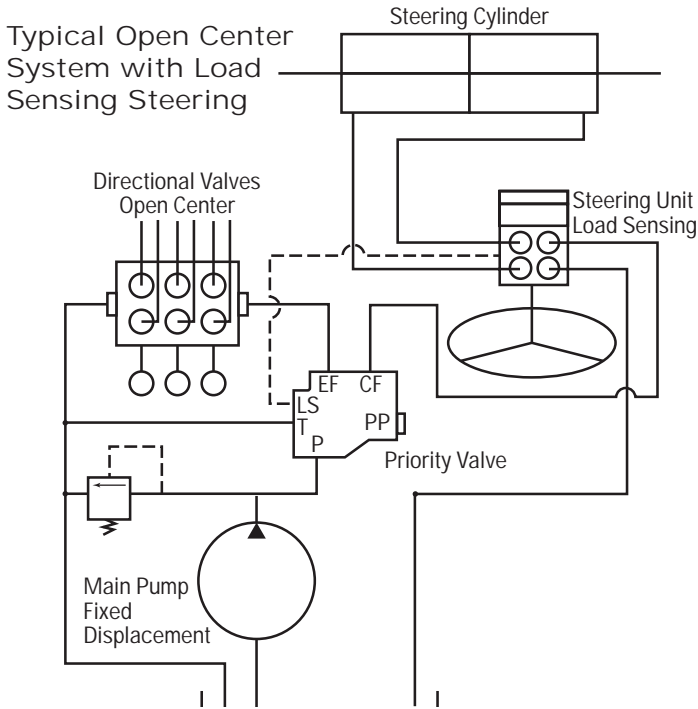 Typical Open Center
System with Load
Sensing Steering
Steering Cylinder
Directional Valves
Open Center
Steering Unit
Load Sensing
EF CF
LS
T
PP
P
Priority Valve
Main Pump
Fixed
Displacement